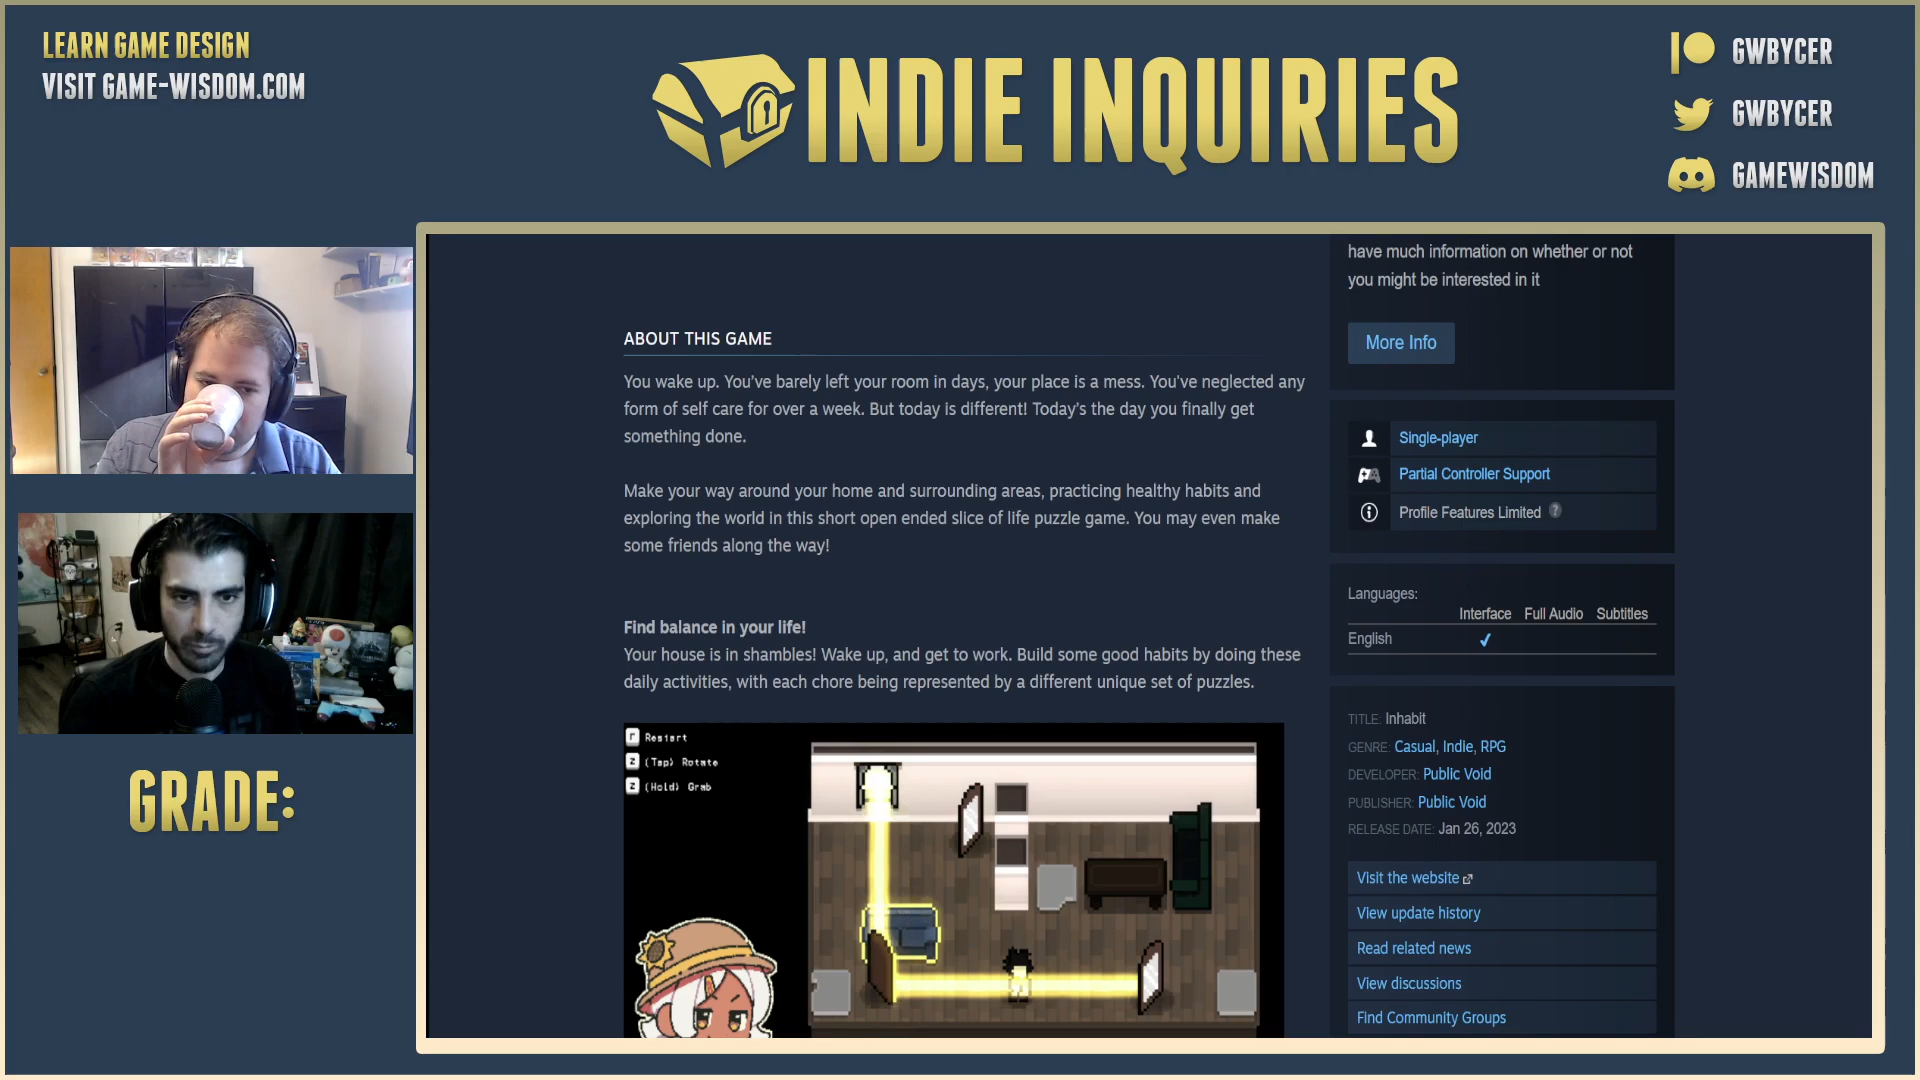 LEARN GAME DESIGN
VISIT GAME-WISDOM.COM
INDIE INQUIRIES
GWBYCER
GWBYCER
GAMEWISDOM
GRADE:
ABOUT THIS GAME
You wake up. You’ve barely left your room in days, your place is a mess. You've neglected any
form of self care for over a week. But today is different! Today’s the day you finally get
something done.
Make your way around your home and surrounding areas, practicing healthy habits and
exploring the world in this short open ended slice of life puzzle game. You may even make
some friends along the way!
Find balance in your life!
Your house is in shambles! Wake up, and get to work. Build some good habits by doing these
daily activities, with each chore being represented by a different unique set of puzzles.
r Restart
Z (Tap) Rotate
Z (Hold) Grab
have much information on whether or not
you might be interested in it
More Info
Single-player
Partial Controller Support
Profile Features Limited ?
Languages:
Interface Full Audio Subtitles
English ✓
TITLE: Inhabit
GENRE: Casual, Indie, RPG
DEVELOPER: Public Void
PUBLISHER: Public Void
RELEASE DATE: Jan 26, 2023
Visit the website
View update history
Read related news
View discussions
Find Community Groups